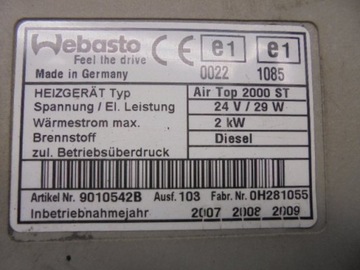 Webasto CE e1 e1
Feel the drive
Made in Germany 0022 1085
HEIZGERÄT Typ Air Top 2000 ST
Spannung / El. Leistung 24 V / 29 W
Wärmestrom max. 2 kW
Brennstoff Diesel
zul. Betriebsüberdruck
Artikel Nr. 9010542B Ausf. 103 Fabr. Nr. 0H281055
Inbetriebnahmejahr 2007 2008 2009